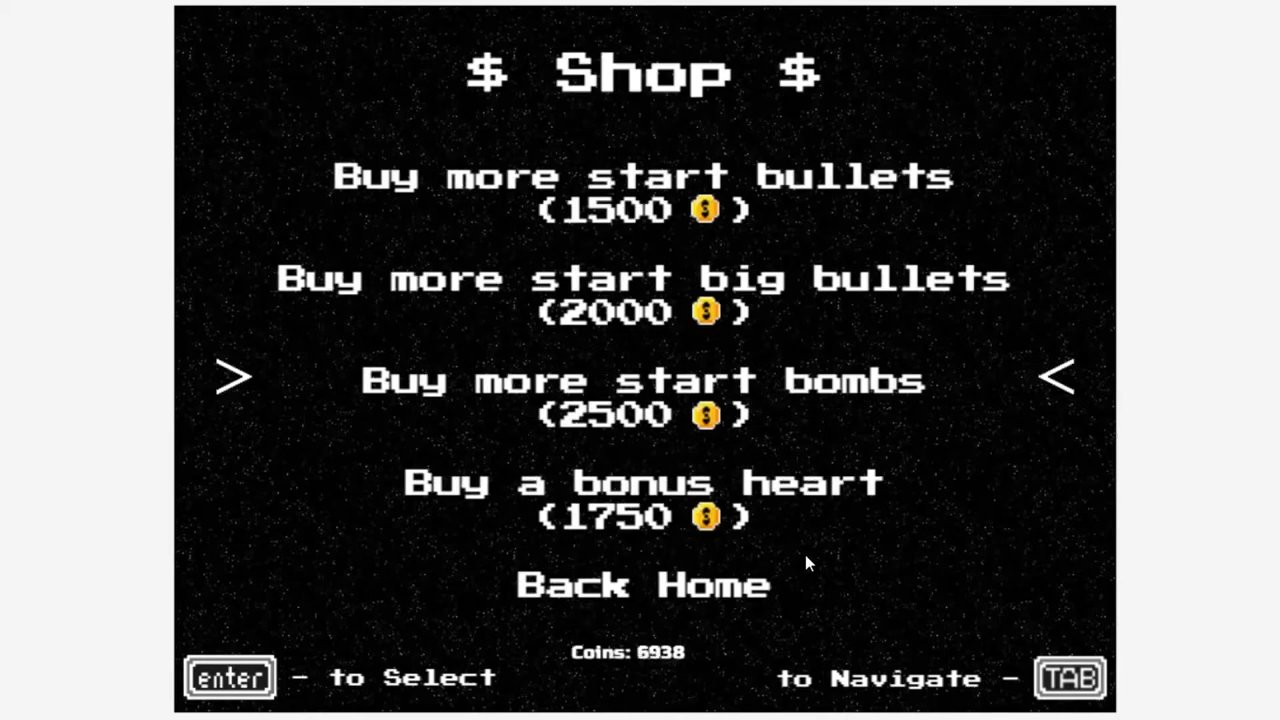 $ Shop $
Buy more start bullets
(1500 $)
Buy more start big bullets
(2000 $)
> Buy more start bombs <
(2500 $)
Buy a bonus heart
(1750 $)
Back Home
Coins: 6938
enter - to Select
to Navigate - TAB